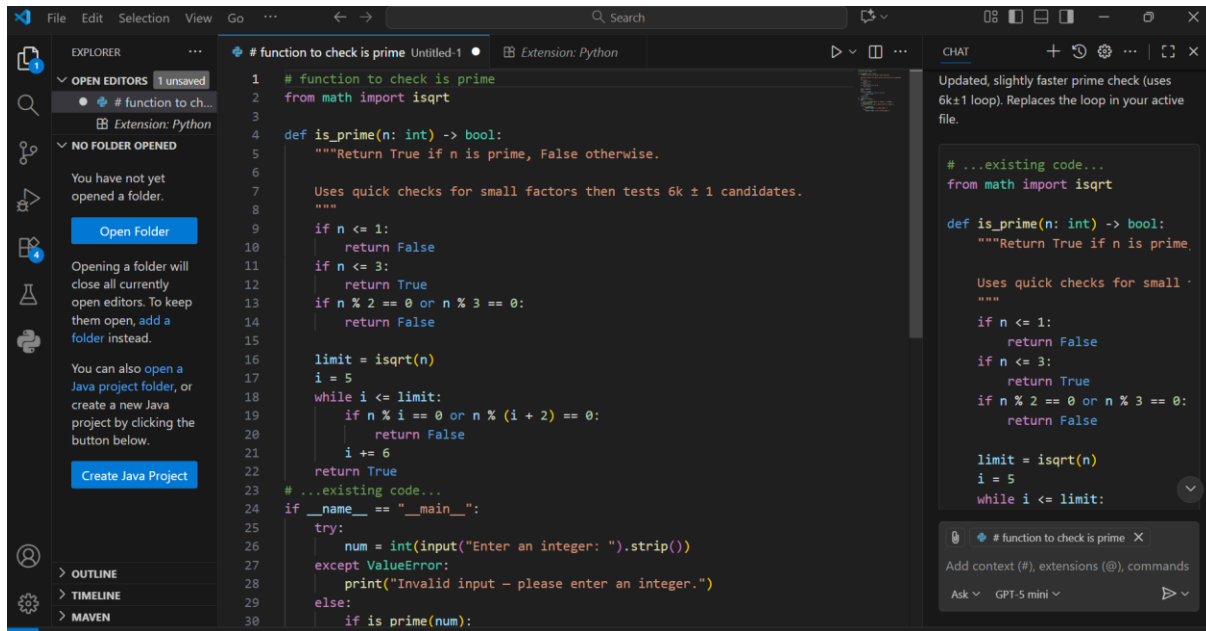 File Edit Selection View Go ··· Search
EXPLORER ···
OPEN EDITORS 1 unsaved
# function to ch...
Extension: Python
NO FOLDER OPENED
You have not yet
opened a folder.
Open Folder
Opening a folder will
close all currently
open editors. To keep
them open, add a
folder instead.
You can also open a
Java project folder, or
create a new Java
project by clicking the
button below.
Create Java Project
OUTLINE
TIMELINE
MAVEN
1
4
# function to check is prime Untitled-1 Extension: Python
1 # function to check is prime
2 from math import isqrt
3
4 def is_prime(n: int) -> bool:
5 """Return True if n is prime, False otherwise.
6
7 Uses quick checks for small factors then tests 6k ± 1 candidates.
8 """
9 if n <= 1:
10 return False
11 if n <= 3:
12 return True
13 if n % 2 == 0 or n % 3 == 0:
14 return False
15
16 limit = isqrt(n)
17 i = 5
18 while i <= limit:
19 if n % i == 0 or n % (i + 2) == 0:
20 return False
21 i += 6
22 return True
23 # ...existing code...
24 if __name__ == "__main__":
25 try:
26 num = int(input("Enter an integer: ").strip())
27 except ValueError:
28 print("Invalid input — please enter an integer.")
29 else:
30 if is_prime(num):
CHAT
Updated, slightly faster prime check (uses
6k±1 loop). Replaces the loop in your active
file.
# ...existing code...
from math import isqrt
def is_prime(n: int) -> bool:
"""Return True if n is prime,
Uses quick checks for small
"""
if n <= 1:
return False
if n <= 3:
return True
if n % 2 == 0 or n % 3 == 0:
return False
limit = isqrt(n)
i = 5
while i <= limit:
# function to check is prime
Add context (#), extensions (@), commands
Ask GPT-5 mini